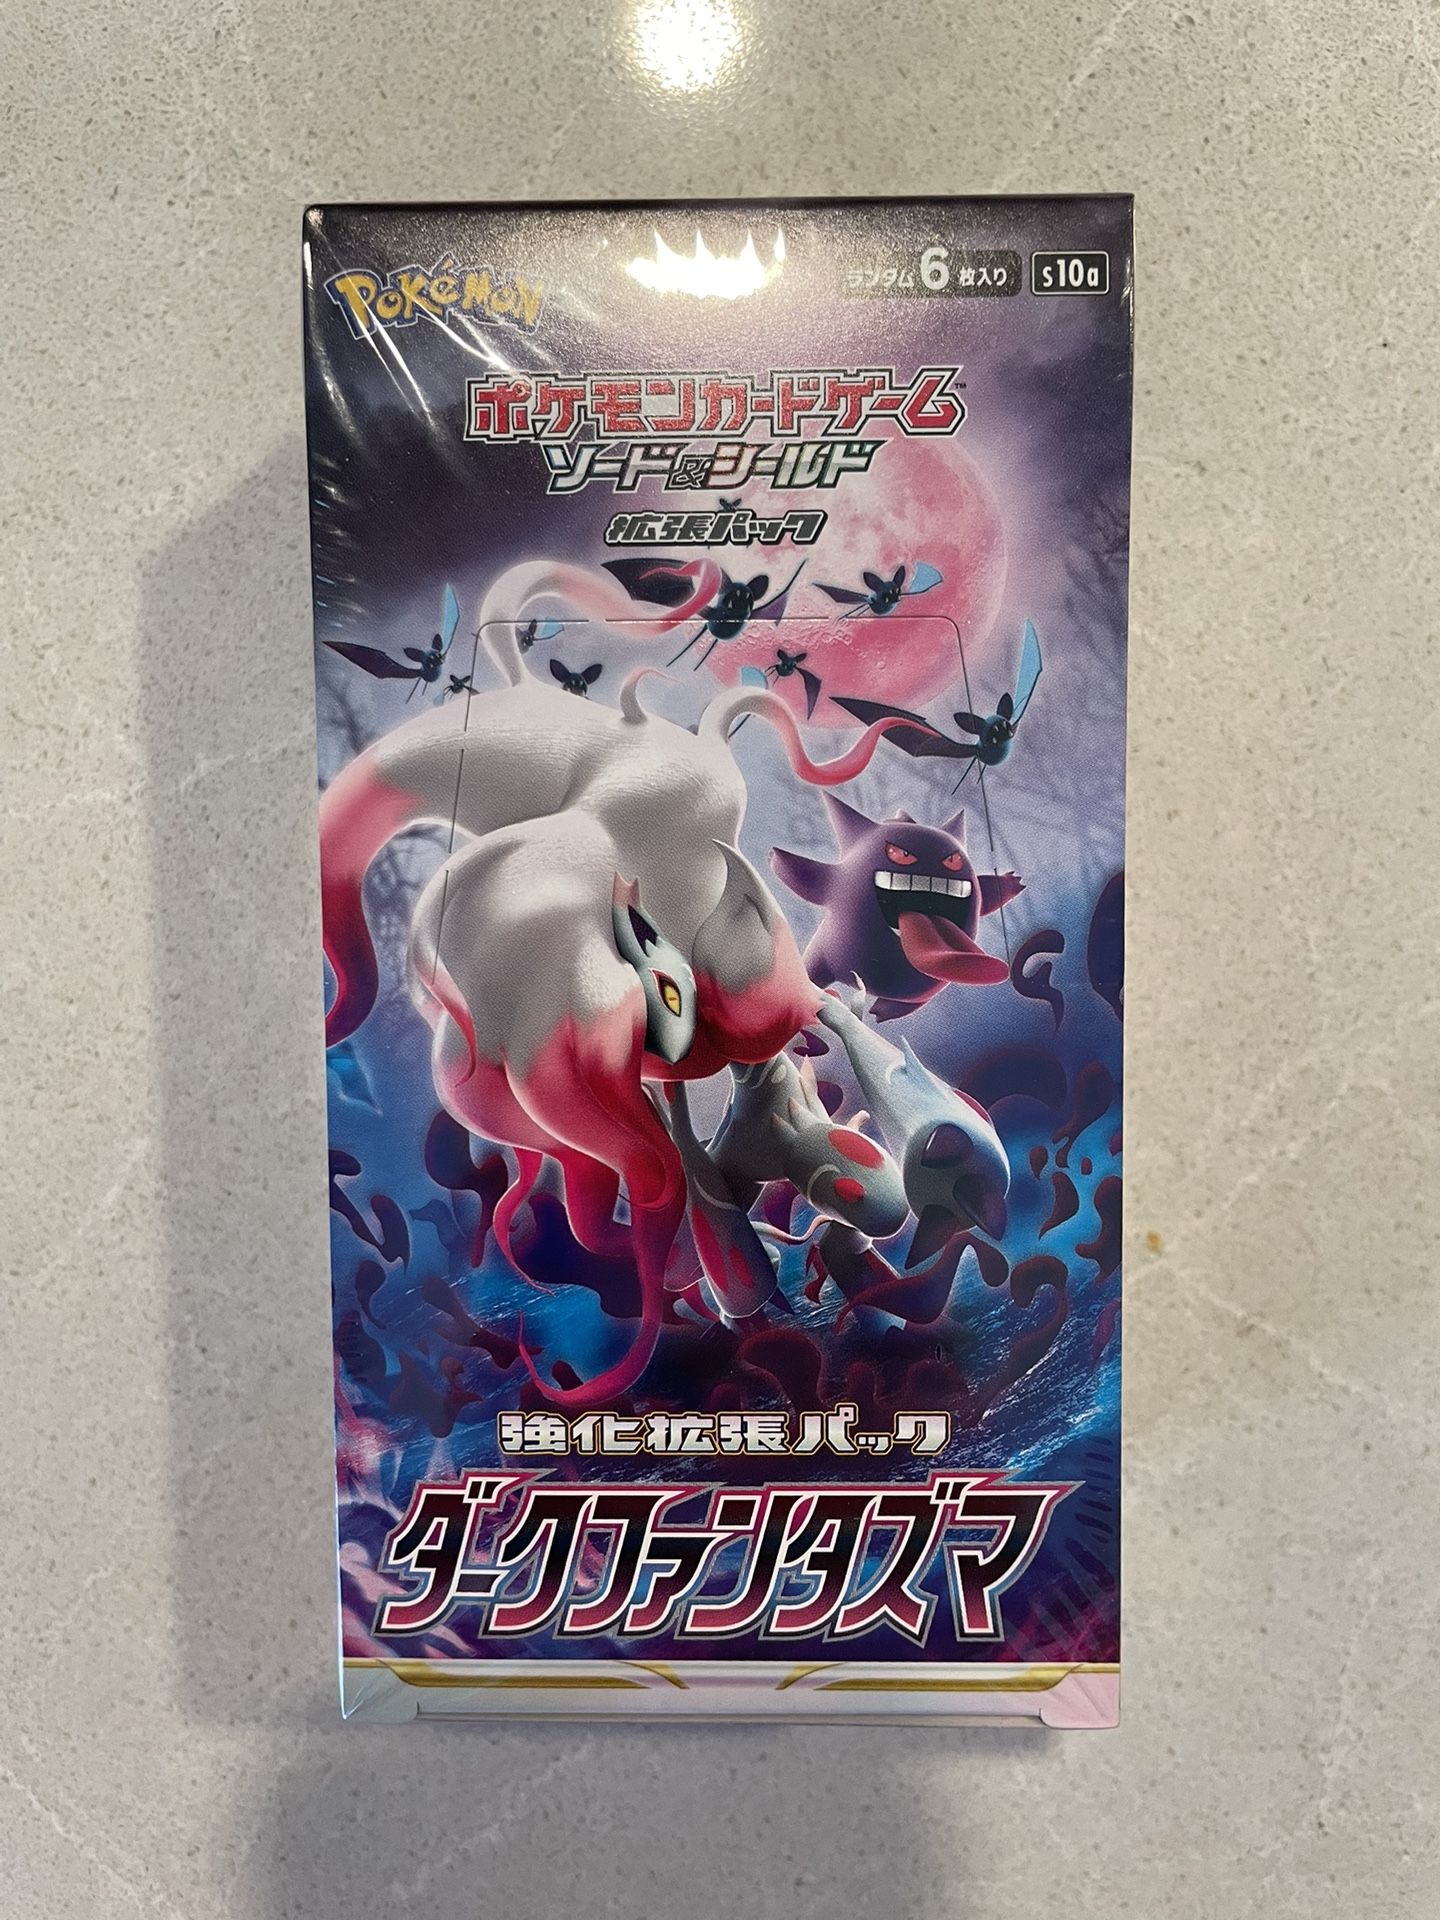 Pokémon
ランダム6枚入り s10a
ポケモンカードゲーム™
ソード&シールド
拡張パック
強化拡張パック
ダークファンタズマ